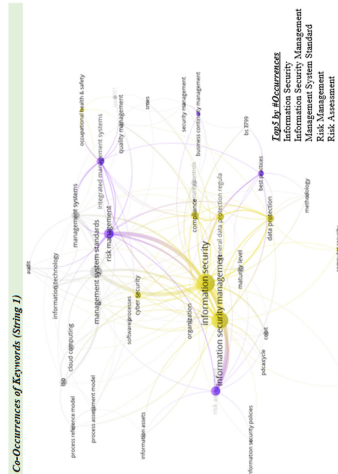 Co-Occurrences of Keywords (String 1)
audit
occupational health & safety
integrated management systems
quality management
smes
security management
business continuity management
bs 7799
management systems
risk management
management system standards
information technology
cloud computing
process reference model
process assessment model
software processes
cyber security
compliance
general data protection regula
best practices
data protection
methodology
information security
organization
maturity level
information security management
information assets
cobit
pdca cycle
information security policies
Top5 by #Occurrences
Information Security
Information Security Management
Management System Standard
Risk Management
Risk Assessment